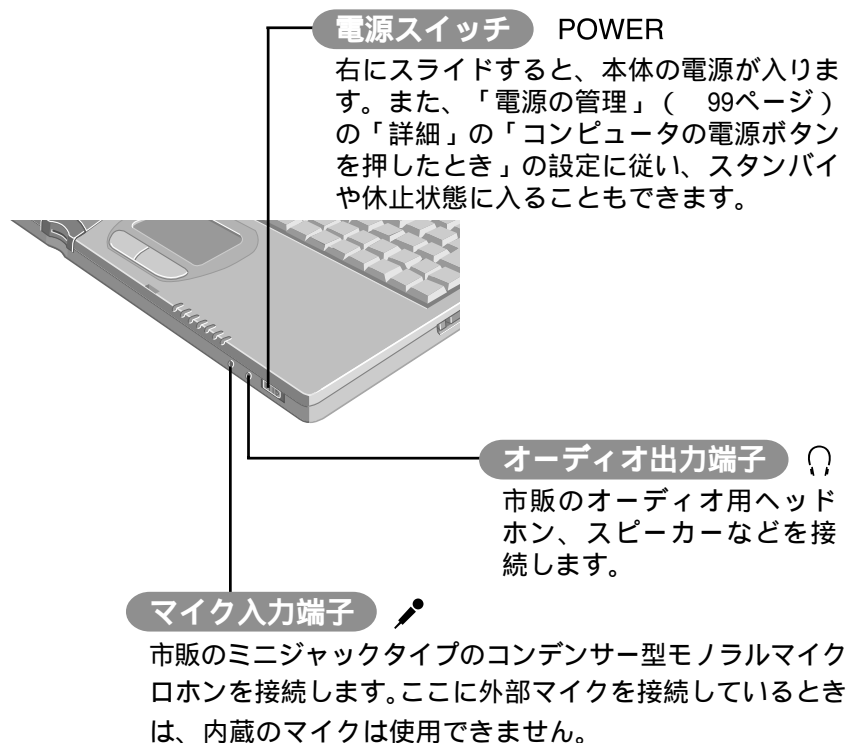 電源スイッチ POWER
右にスライドすると、本体の電源が入りま
す。また、「電源の管理」( 99ページ)
の「詳細」の「コンピュータの電源ボタン
を押したとき」の設定に従い、スタンバイ
や休止状態に入ることもできます。
オーディオ出力端子
市販のオーディオ用ヘッド
ホン、スピーカーなどを接
続します。
マイク入力端子
市販のミニジャックタイプのコンデンサー型モノラルマイク
ロホンを接続します。ここに外部マイクを接続しているとき
は、内蔵のマイクは使用できません。